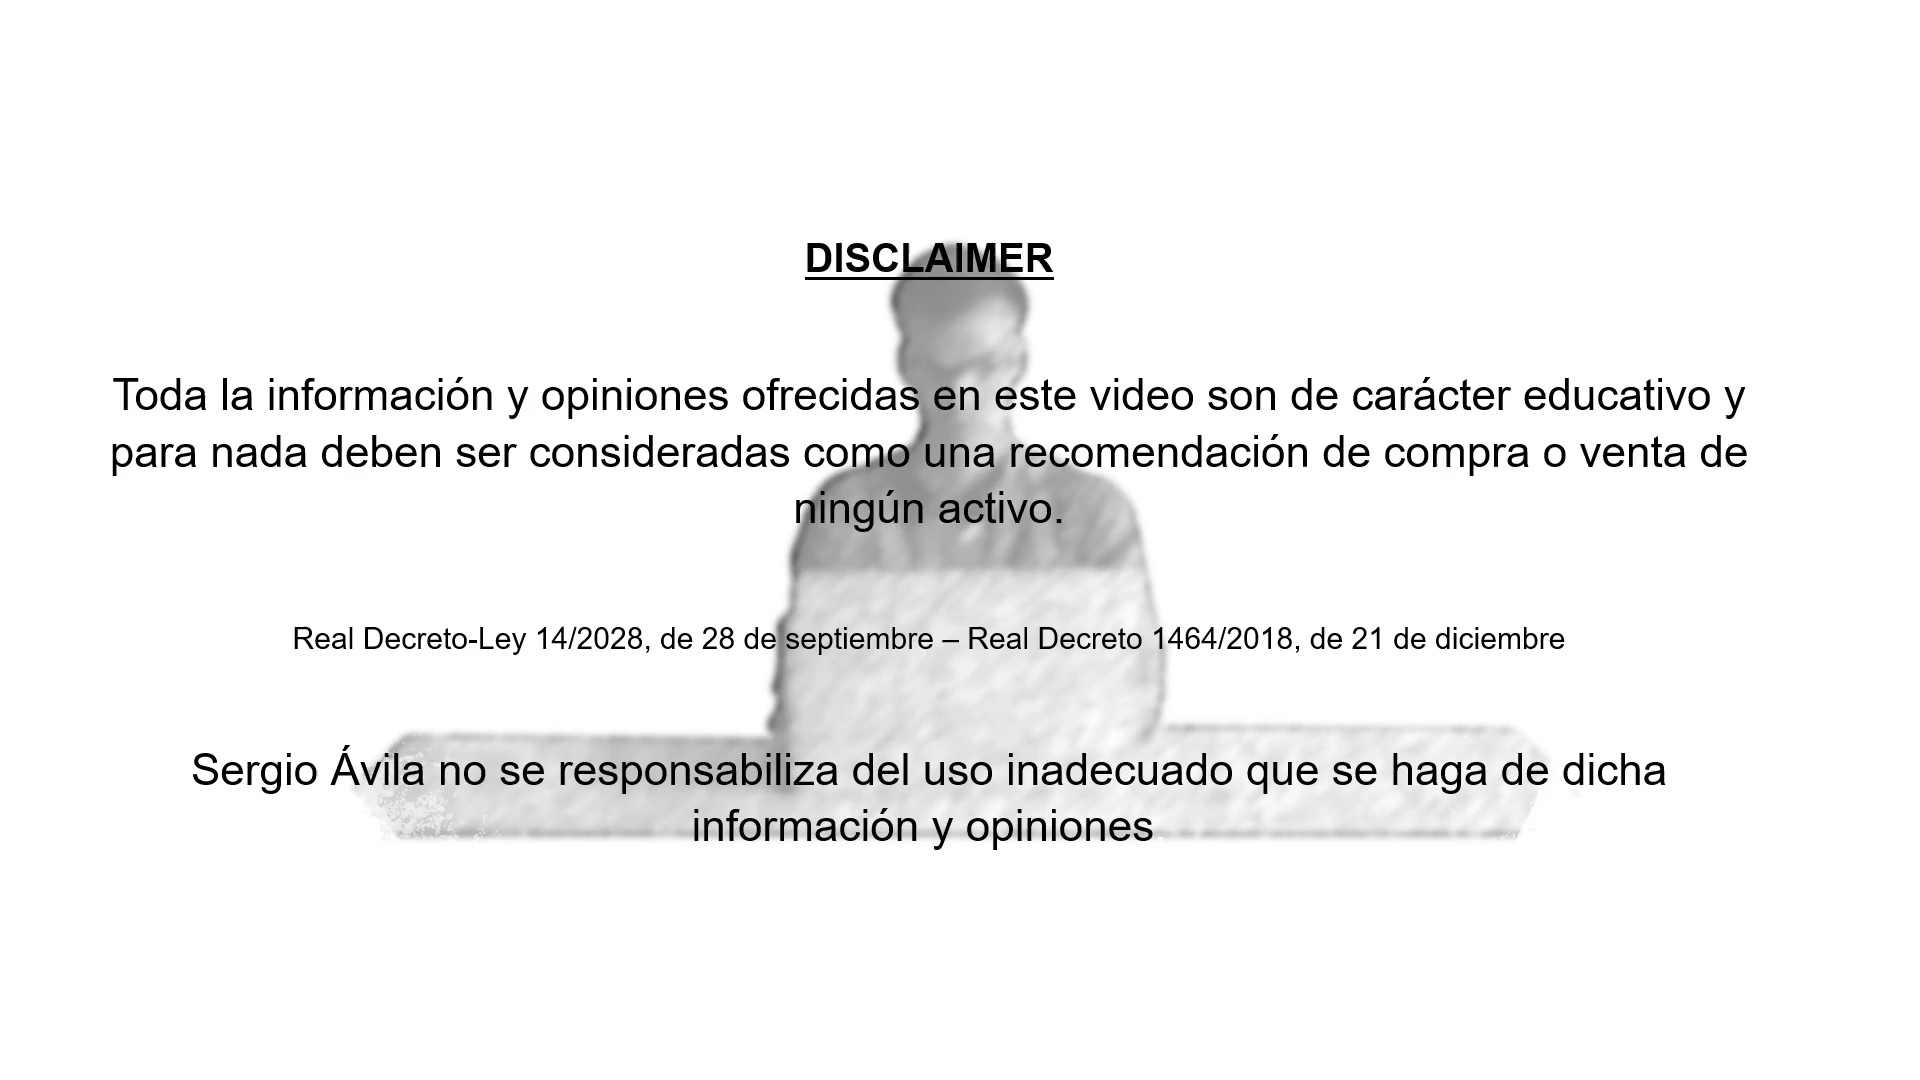 DISCLAIMER
Toda la información y opiniones ofrecidas en este video son de carácter educativo y
para nada deben ser consideradas como una recomendación de compra o venta de
ningún activo.
Real Decreto-Ley 14/2028, de 28 de septiembre – Real Decreto 1464/2018, de 21 de diciembre
Sergio Ávila no se responsabiliza del uso inadecuado que se haga de dicha
información y opiniones